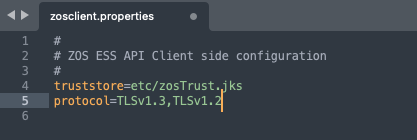 zosclient.properties
1 #
2 # ZOS ESS API Client side configuration
3 #
4 truststore=etc/zosTrust.jks
5 protocol=TLSv1.3,TLSv1.2
6